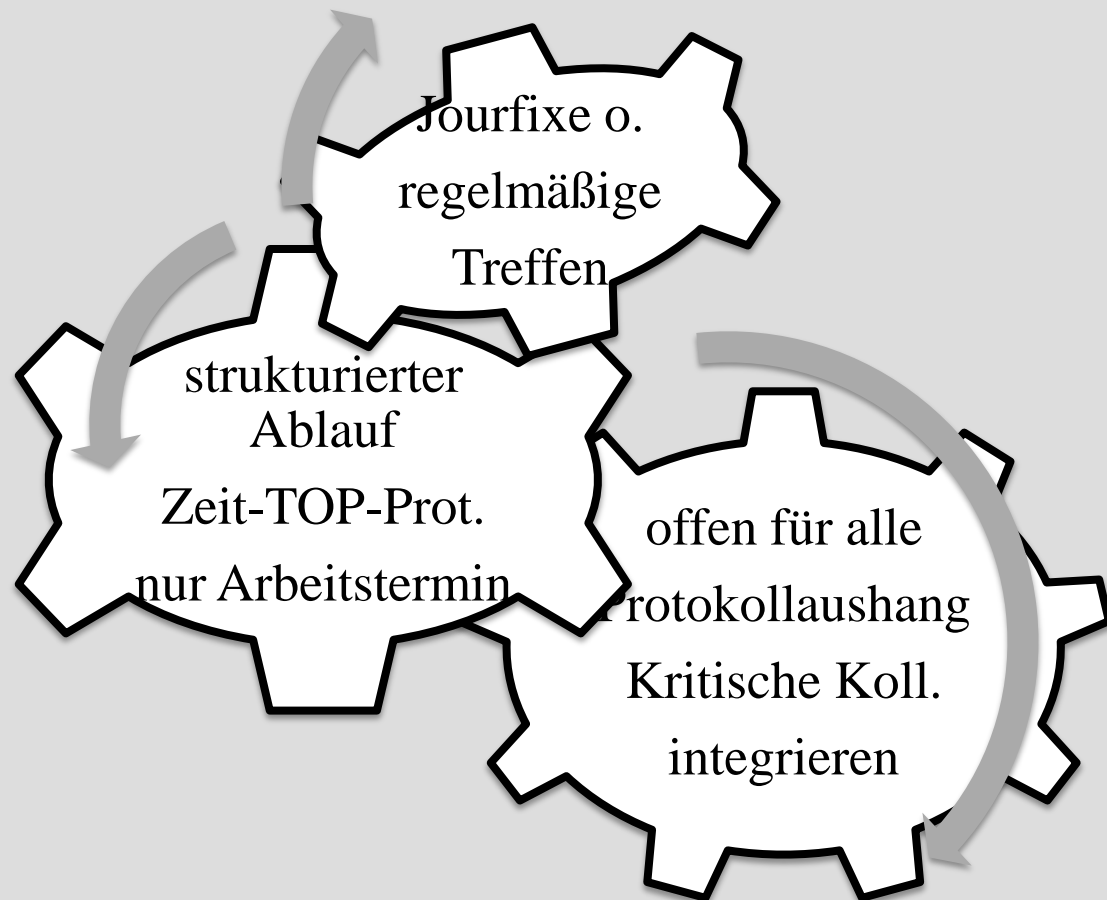 Jourfixe o.
regelmäßige
Treffen
strukturierter
Ablauf
Zeit-TOP-Prot.
nur Arbeitstermin
offen für alle
Protokollaushang
Kritische Koll.
integrieren